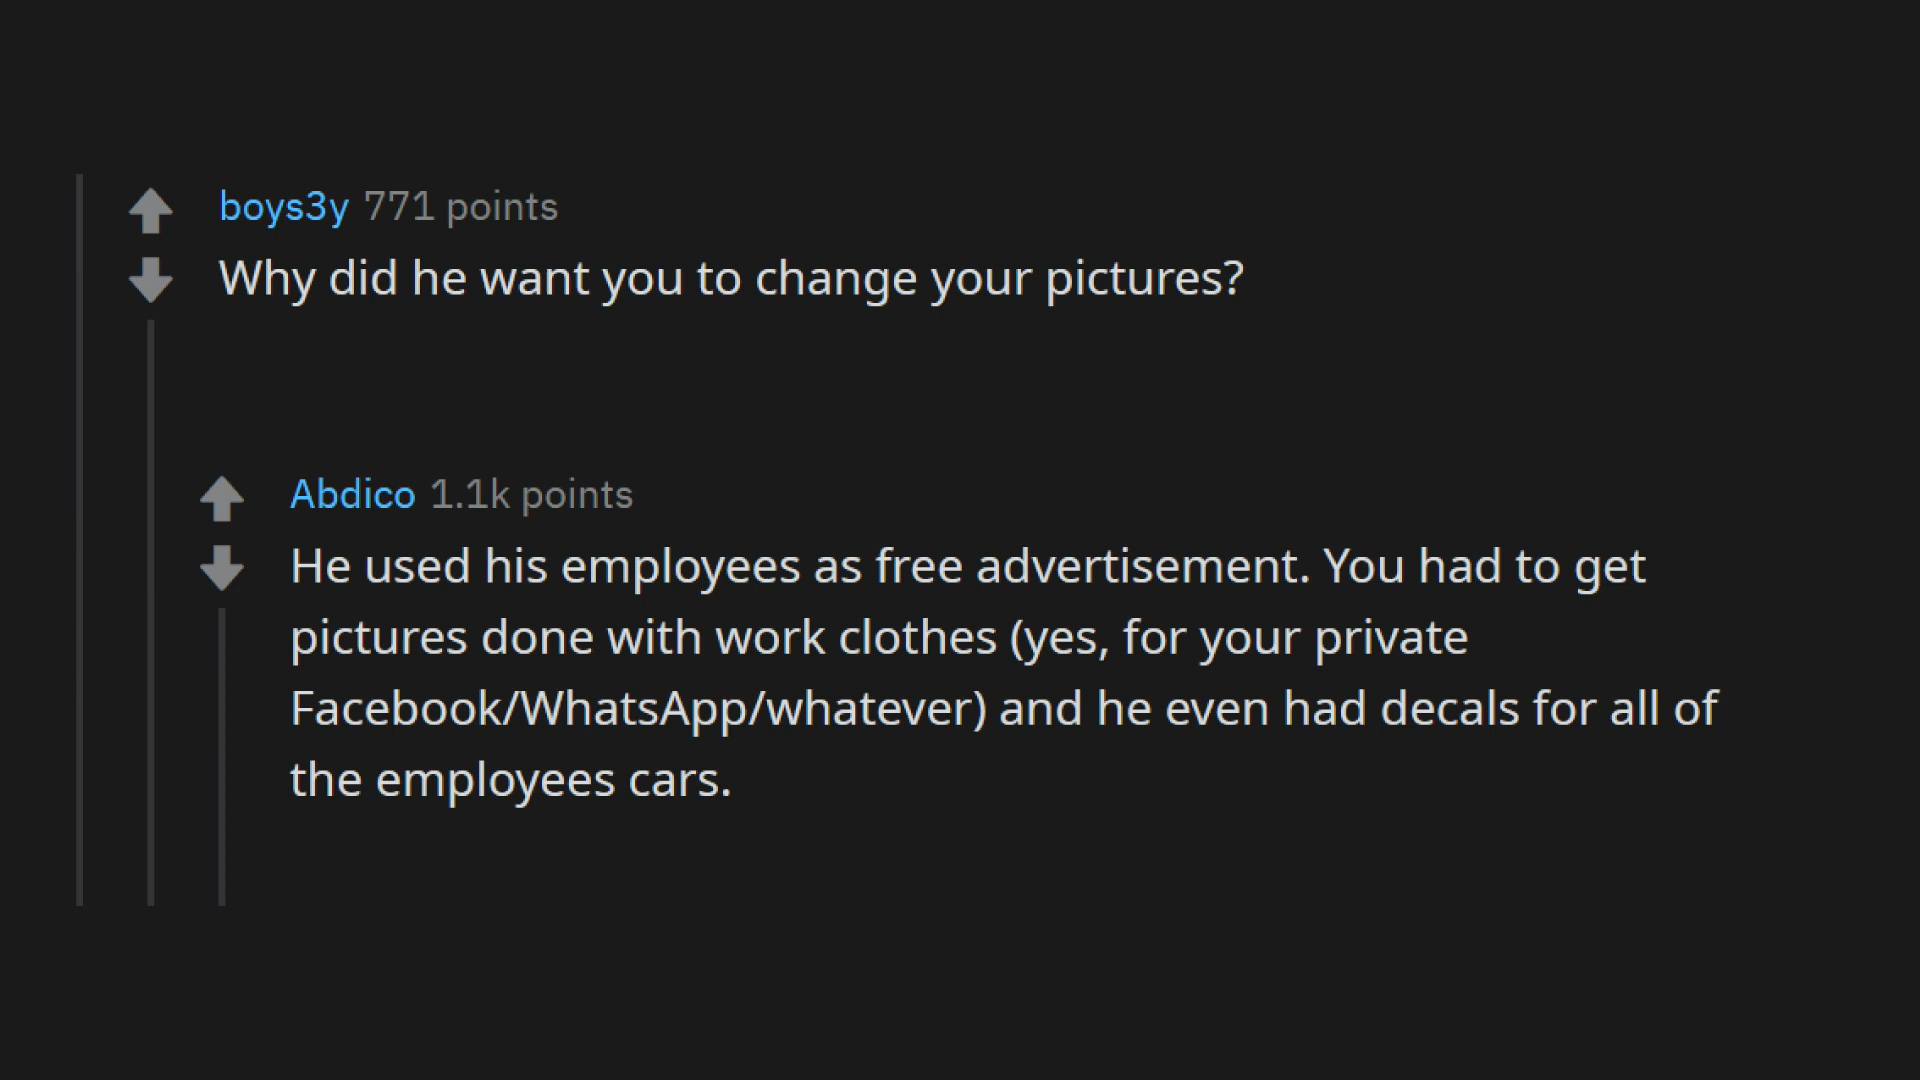 boys3y 771 points
Why did he want you to change your pictures?
Abdico 1.1k points
He used his employees as free advertisement. You had to get
pictures done with work clothes (yes, for your private
Facebook/WhatsApp/whatever) and he even had decals for all of
the employees cars.